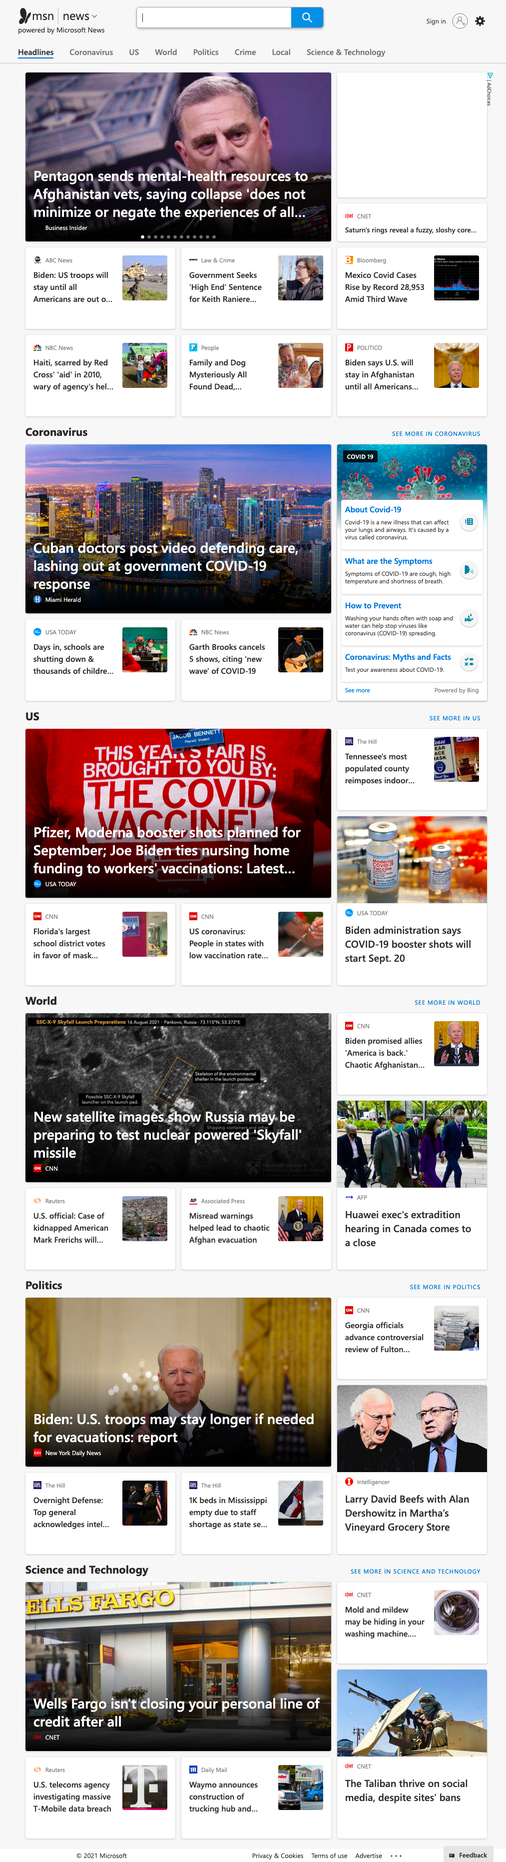 msn | news
powered by Microsoft News
Sign in
Headlines Coronavirus US World Politics Crime Local Science & Technology
AdChoices
Pentagon sends mental-health resources to
Afghanistan vets, saying collapse 'does not
minimize or negate the experiences of all...
Business Insider
CNET
Saturn's rings reveal a fuzzy, sloshy core...
ABC News
Biden: US troops will
stay until all
Americans are out o...
Law & Crime
Government Seeks
'High End' Sentence
for Keith Raniere...
Bloomberg
Mexico Covid Cases
Rise by Record 28,953
Amid Third Wave
NBC News
Haiti, scarred by Red
Cross' 'aid' in 2010,
wary of agency's hel...
People
Family and Dog
Mysteriously All
Found Dead,...
POLITICO
Biden says U.S. will
stay in Afghanistan
until all Americans...
Coronavirus
SEE MORE IN CORONAVIRUS
Cuban doctors post video defending care,
lashing out at government COVID-19
response
Miami Herald
COVID 19
About Covid-19
Covid-19 is a new illness that can affect
your lungs and airways. It's caused by a
virus called coronavirus.
What are the Symptoms
Symptoms of COVID-19 are cough, high
temperature and shortness of breath.
How to Prevent
Washing your hands often with soap and
water can help stop viruses like
coronavirus (COVID-19) spreading.
Coronavirus: Myths and Facts
Test your awareness about COVID-19.
See more
Powered by Bing
USA TODAY
Days in, schools are
shutting down &
thousands of childre...
NBC News
Garth Brooks cancels
5 shows, citing 'new
wave' of COVID-19
US
SEE MORE IN US
JACOB BENNETT
THIS YEAR'S FAIR IS
BROUGHT TO YOU BY:
THE COVID
VACCINE!
Pfizer, Moderna booster shots planned for
September; Joe Biden ties nursing home
funding to workers' vaccinations: Latest...
USA TODAY
The Hill
Tennessee's most
populated county
reimposes indoor...
USA TODAY
Biden administration says
COVID-19 booster shots will
start Sept. 20
CNN
Florida's largest
school district votes
in favor of mask...
CNN
US coronavirus:
People in states with
low vaccination rate...
World
SEE MORE IN WORLD
SSC-X-9 Skyfall Launch Preparations 16 August 2021 - Pankovo, Russia - 73.115°N, 53.272°E
Skeleton of the environmental
shelter in the launch position
Possible SSC-X-9 Skyfall
launcher on the launch pad.
New satellite images show Russia may be
preparing to test nuclear powered 'Skyfall'
missile
CNN
CNN
Biden promised allies
'America is back.'
Chaotic Afghanistan...
AFP
Huawei exec's extradition
hearing in Canada comes to
a close
Reuters
U.S. official: Case of
kidnapped American
Mark Frerichs will...
Associated Press
Misread warnings
helped lead to chaotic
Afghan evacuation
Politics
SEE MORE IN POLITICS
Biden: U.S. troops may stay longer if needed
for evacuations: report
New York Daily News
CNN
Georgia officials
advance controversial
review of Fulton...
Intelligencer
Larry David Beefs with Alan
Dershowitz in Martha's
Vineyard Grocery Store
The Hill
Overnight Defense:
Top general
acknowledges intel...
The Hill
1K beds in Mississippi
empty due to staff
shortage as state se...
Science and Technology
SEE MORE IN SCIENCE AND TECHNOLOGY
ELLS FARGO
Wells Fargo isn't closing your personal line of
credit after all
CNET
CNET
Mold and mildew
may be hiding in your
washing machine....
CNET
The Taliban thrive on social
media, despite sites' bans
Reuters
U.S. telecoms agency
investigating massive
T-Mobile data breach
Daily Mail
Waymo announces
construction of
trucking hub and...
© 2021 Microsoft
Privacy & Cookies Terms of use Advertise ...
Feedback